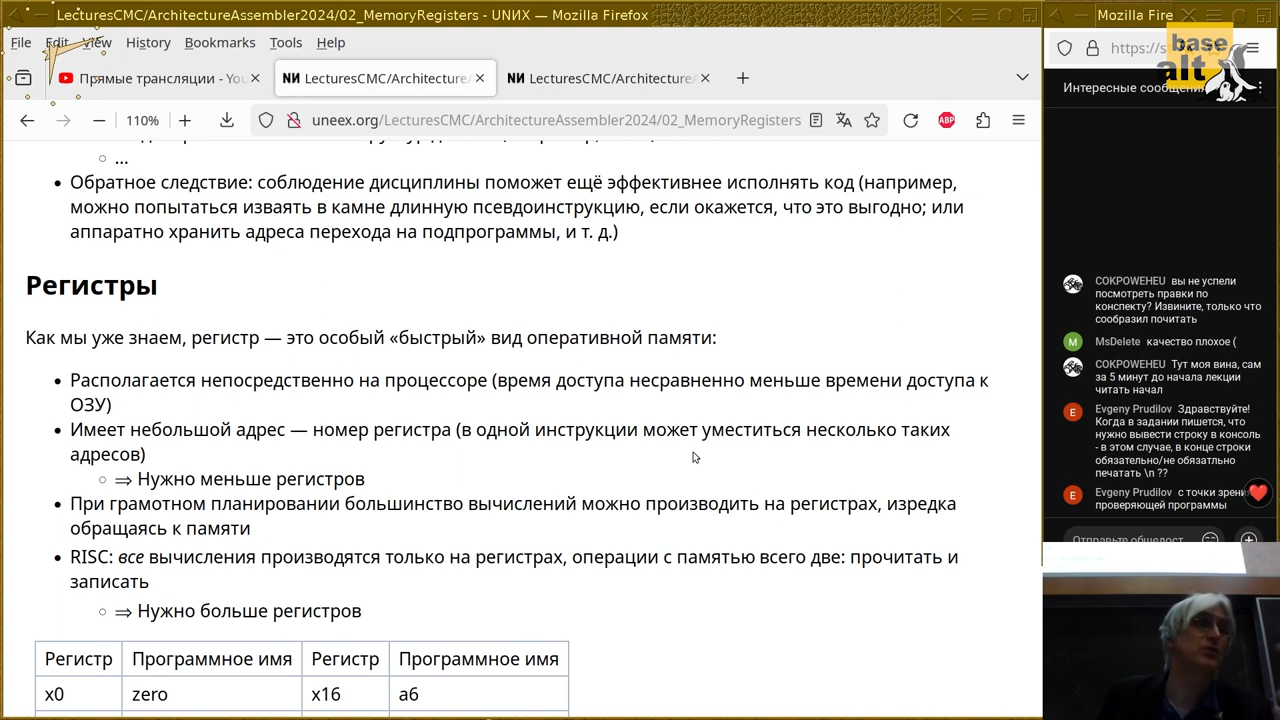 LecturesCMC/ArchitectureAssembler2024/02_MemoryRegisters - UNИX — Mozilla Firefox
File Edit View History Bookmarks Tools Help
Прямые трансляции - You
LecturesCMC/Architecture
LecturesCMC/ArchitectureA
110%
uneex.org/LecturesCMC/ArchitectureAssembler2024/02_MemoryRegisters
ABP
...
Обратное следствие: соблюдение дисциплины поможет ещё эффективнее исполнять код (например,
можно попытаться изваять в камне длинную псевдоинструкцию, если окажется, что это выгодно; или
аппаратно хранить адреса перехода на подпрограммы, и т. д.)
Регистры
Как мы уже знаем, регистр — это особый «быстрый» вид оперативной памяти:
Располагается непосредственно на процессоре (время доступа несравненно меньше времени доступа к
ОЗУ)
Имеет небольшой адрес — номер регистра (в одной инструкции может уместиться несколько таких
адресов)
⇒ Нужно меньше регистров
При грамотном планировании большинство вычислений можно производить на регистрах, изредка
обращаясь к памяти
RISC: все вычисления производятся только на регистрах, операции с памятью всего две: прочитать и
записать
⇒ Нужно больше регистров
Регистр Программное имя Регистр Программное имя
x0 zero x16 a6
Mozilla Fire
https://s
base
alt
Интересные сообщения
COKPOWEHEU вы не успели
посмотреть правки по
конспекту? Извините, только что
сообразил почитать
MsDelete качество плохое (
COKPOWEHEU Тут моя вина, сам
за 5 минут до начала лекции
читать начал
Evgeny Prudilov Здравствуйте!
Когда в задании пишется, что
нужно вывести строку в консоль
- в этом случае, в конце строки
обязательно/не обязатльно
печатать \n ??
Evgeny Prudilov с точки зрения
проверяющей программы